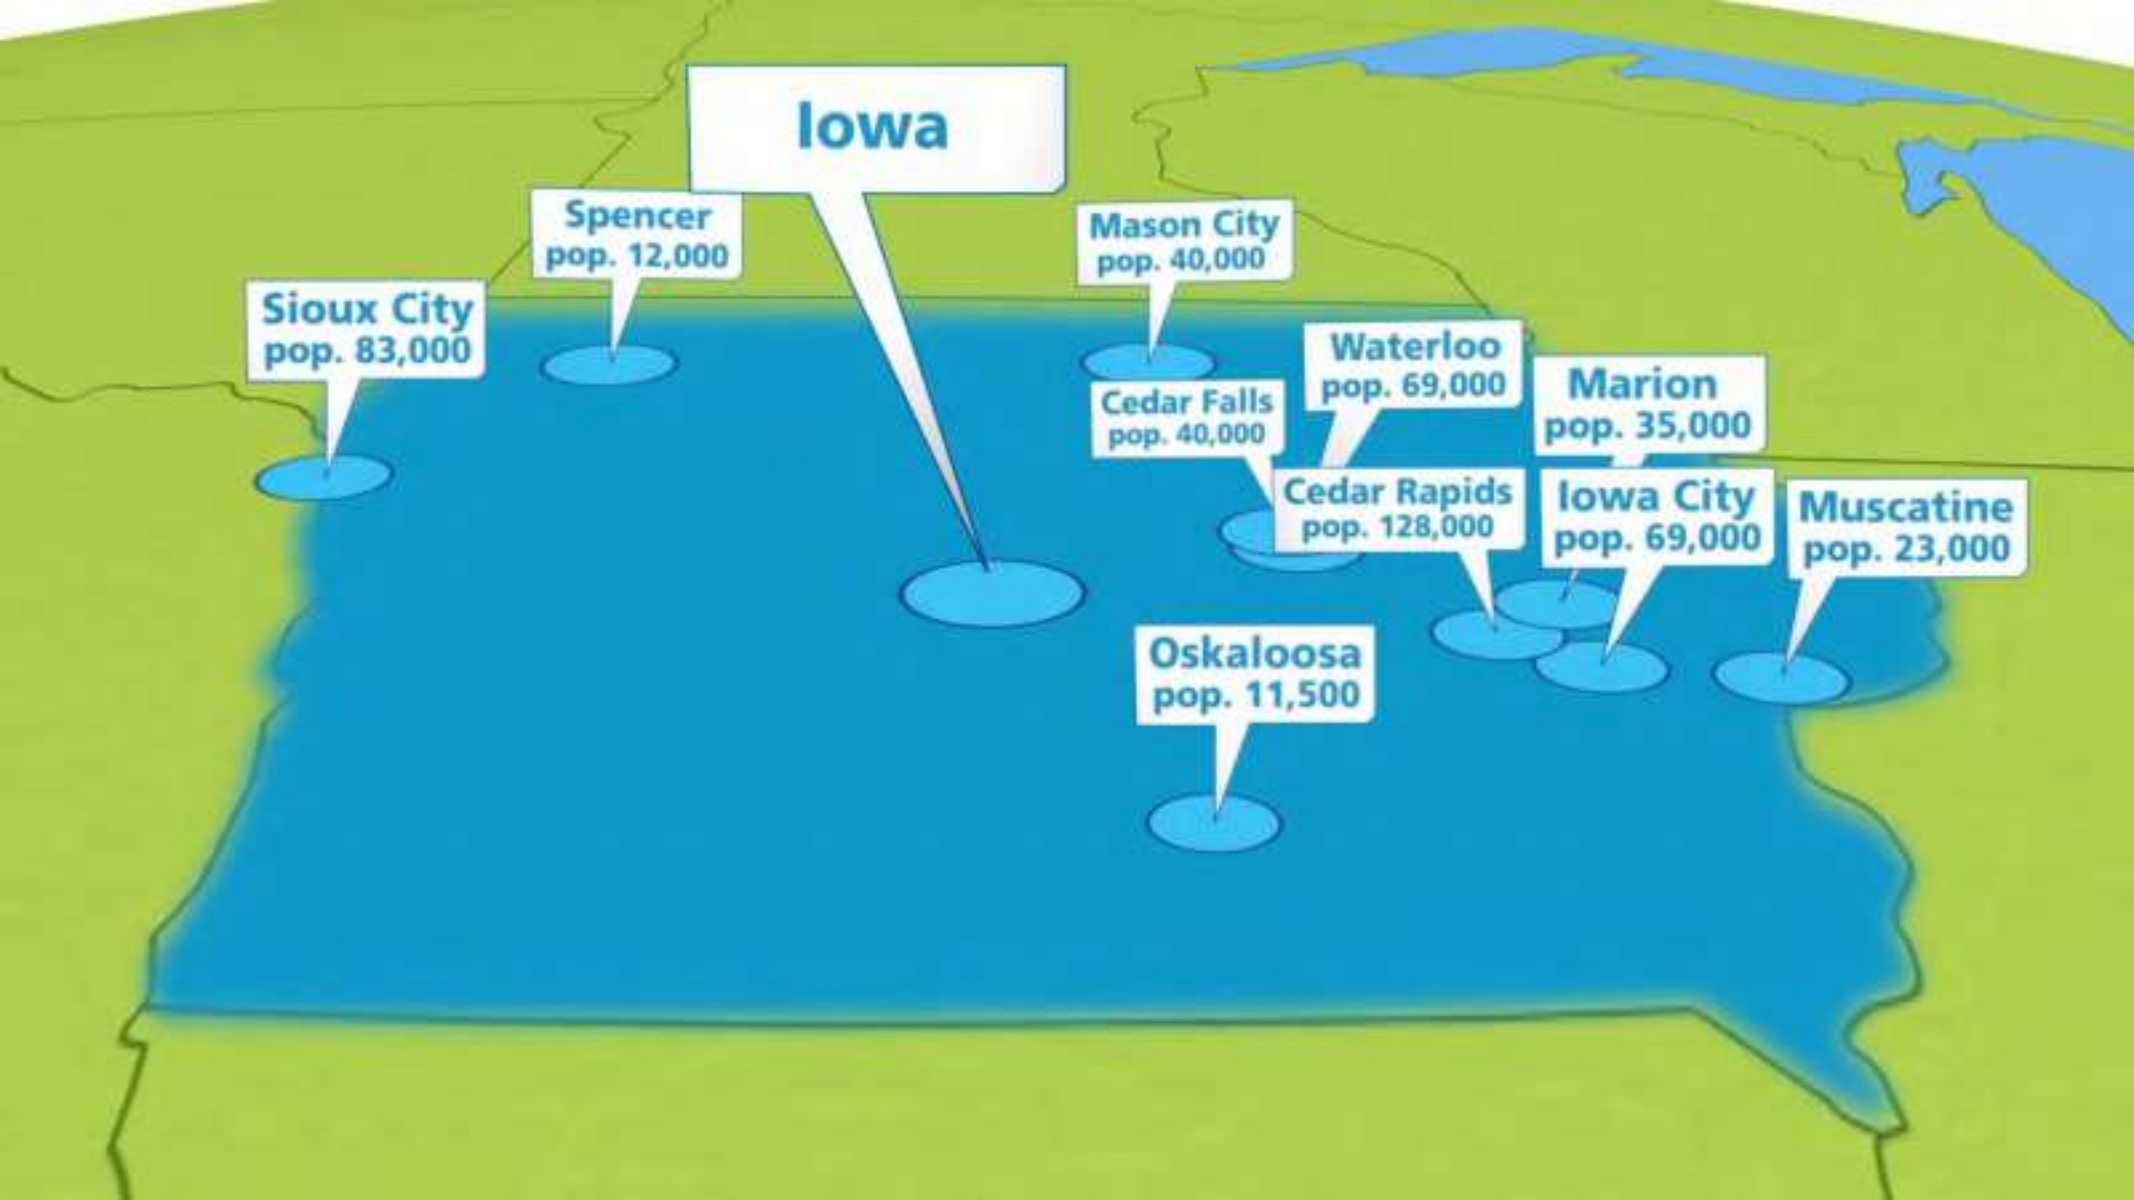 Iowa
Spencer
pop. 12,000
Mason City
pop. 40,000
Sioux City
pop. 83,000
Waterloo
pop. 69,000
Marion
pop. 35,000
Cedar Falls
pop. 40,000
Cedar Rapids
pop. 128,000
Iowa City
pop. 69,000
Muscatine
pop. 23,000
Oskaloosa
pop. 11,500